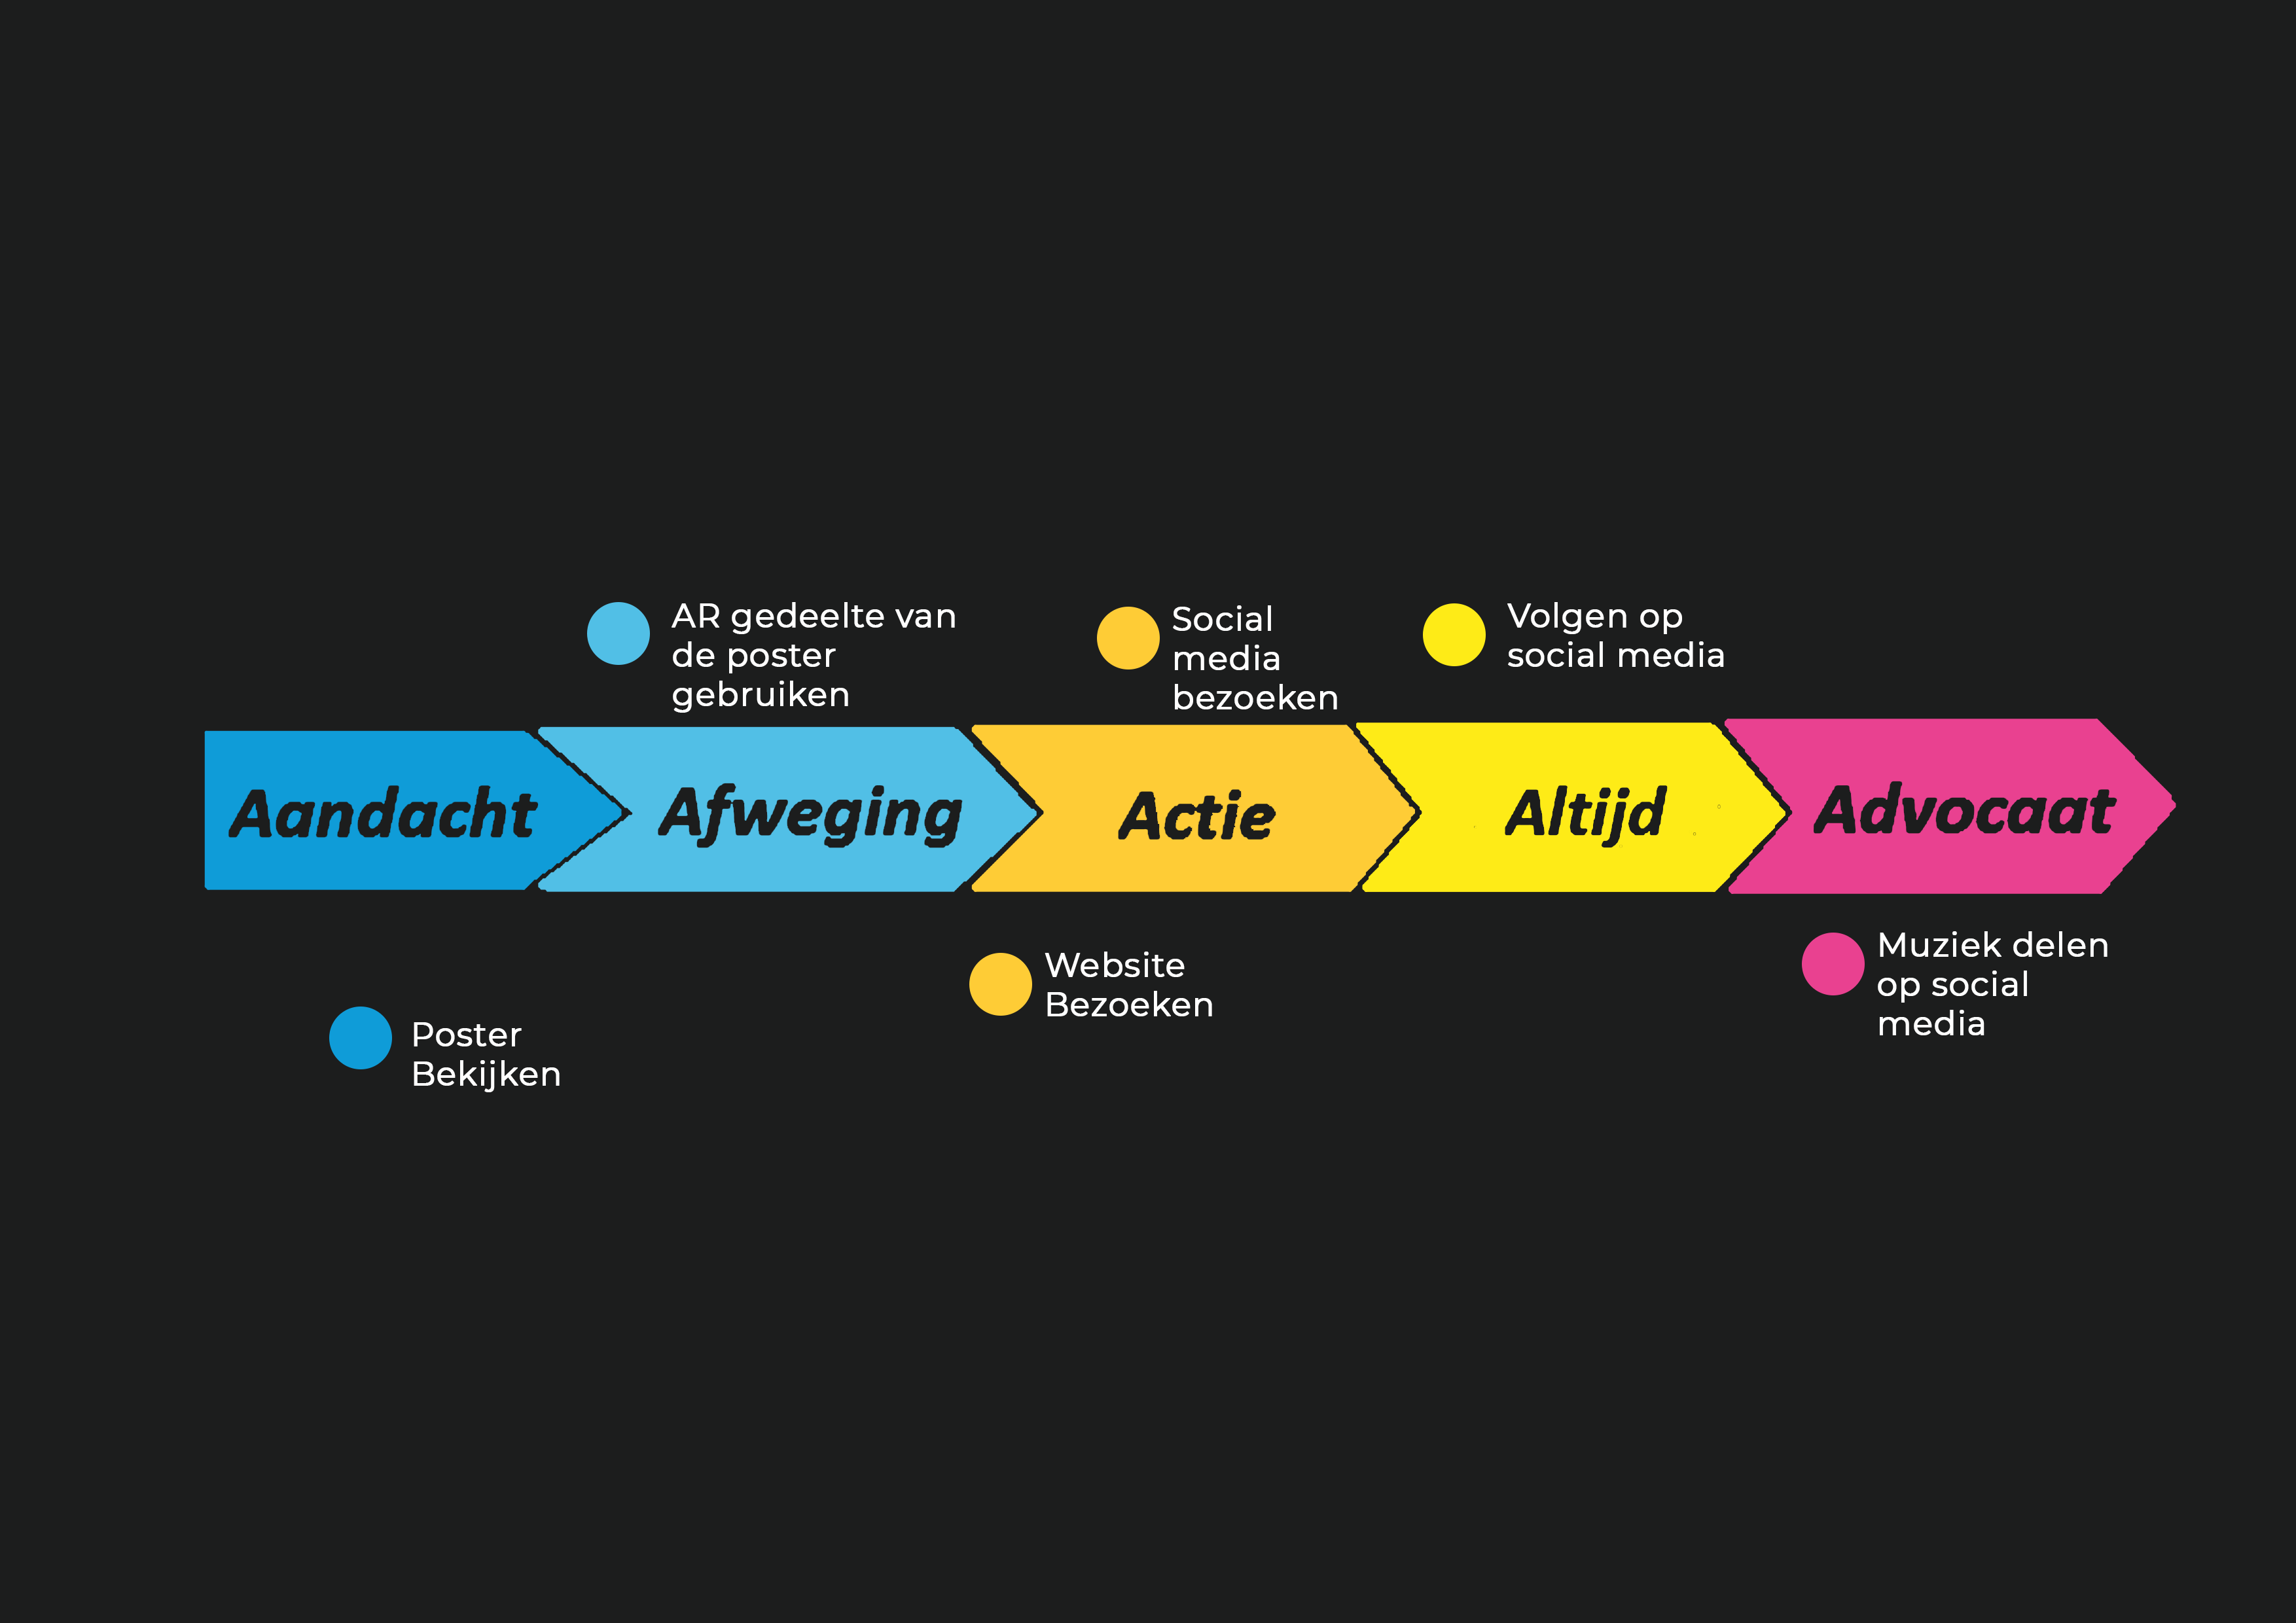 AR gedeelte van
de poster
gebruiken
Social
media
bezoeken
Volgen op
social media
Aandacht
Afweging
Actie
Altijd
Advocaat
Poster
Bekijken
Website
Bezoeken
Muziek delen
op social
media